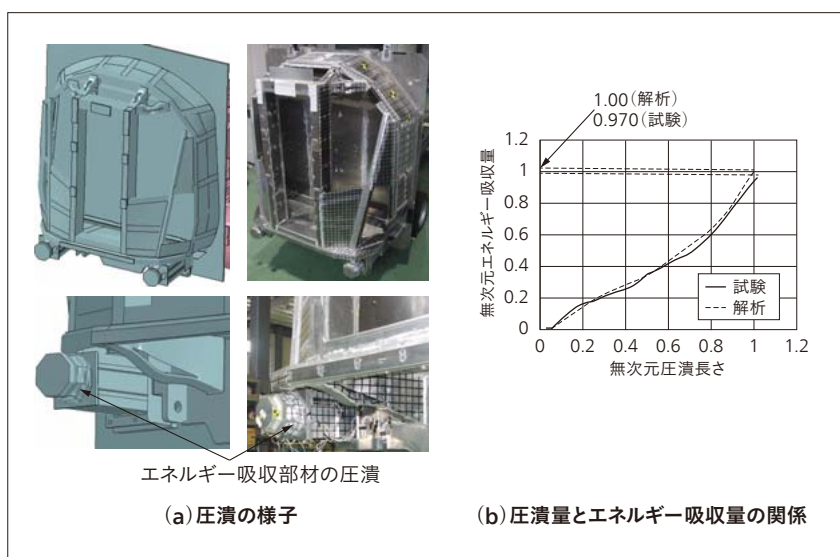 エネルギー吸収部材の圧潰
(a)圧潰の様子
1.00(解析)
0.970(試験)
無次元エネルギー吸収量
1.2
1
0.8
0.6
0.4
0.2
0
0 0.2 0.4 0.6 0.8 1 1.2
試験
解析
無次元圧潰長さ
(b)圧潰量とエネルギー吸収量の関係